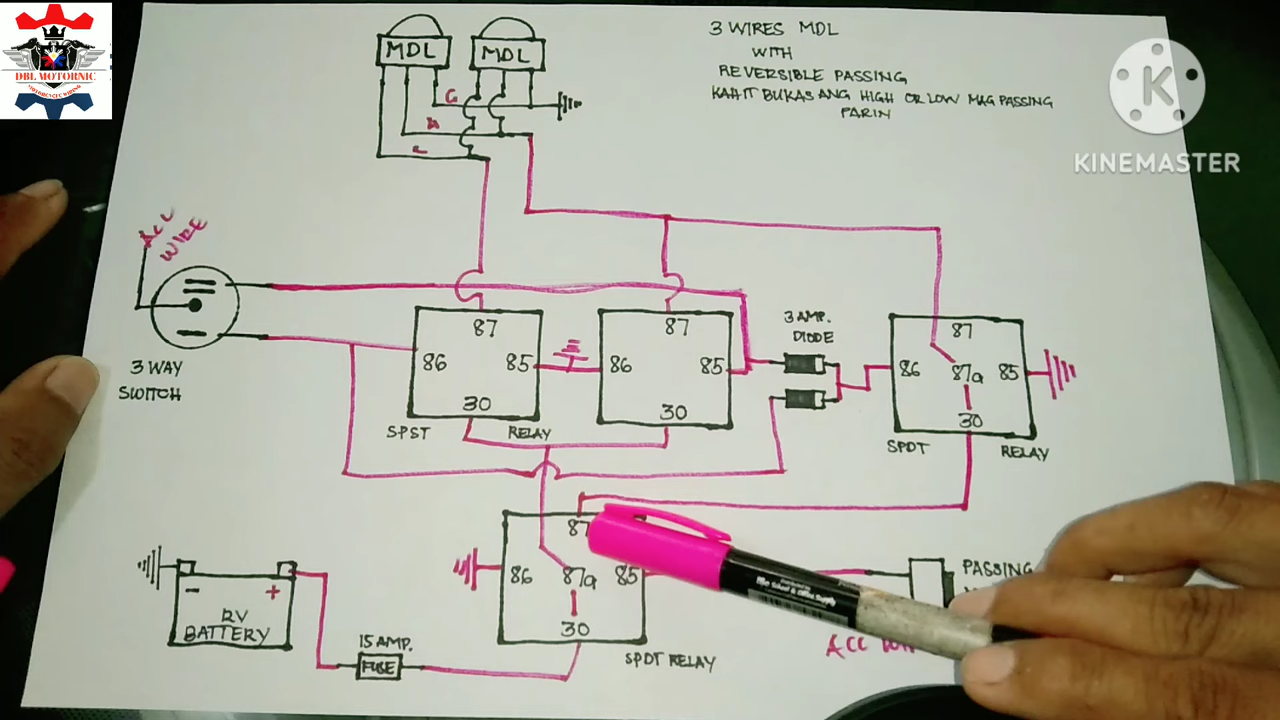 DBL MOTORNIC
MOTORCYCLE WIRING
3 WIRES MDL
WITH
REVERSIBLE PASSING
KAHIT BUKAS ANG HIGH OR LOW MAG PASSING
PARIN
KINEMASTER
MDL
MDL
G
H
L
ACC
WIRE
3 WAY
SWITCH
87
86
85
30
SPST RELAY
87
86
85
30
3 AMP.
DIODE
87
86
87a
85
30
SPDT RELAY
87
86
87a
85
30
SPDT RELAY
- +
12V
BATTERY
15 AMP.
FUSE
PASSING
ACC